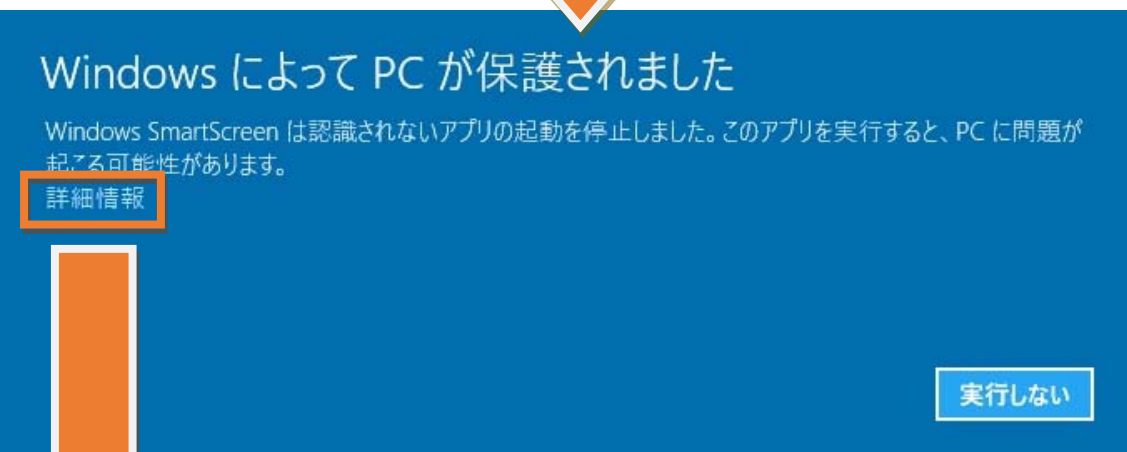 Windows によって PC が保護されました
Windows SmartScreen は認識されないアプリの起動を停止しました。このアプリを実行すると、PC に問題が
起こる可能性があります。
詳細情報
実行しない